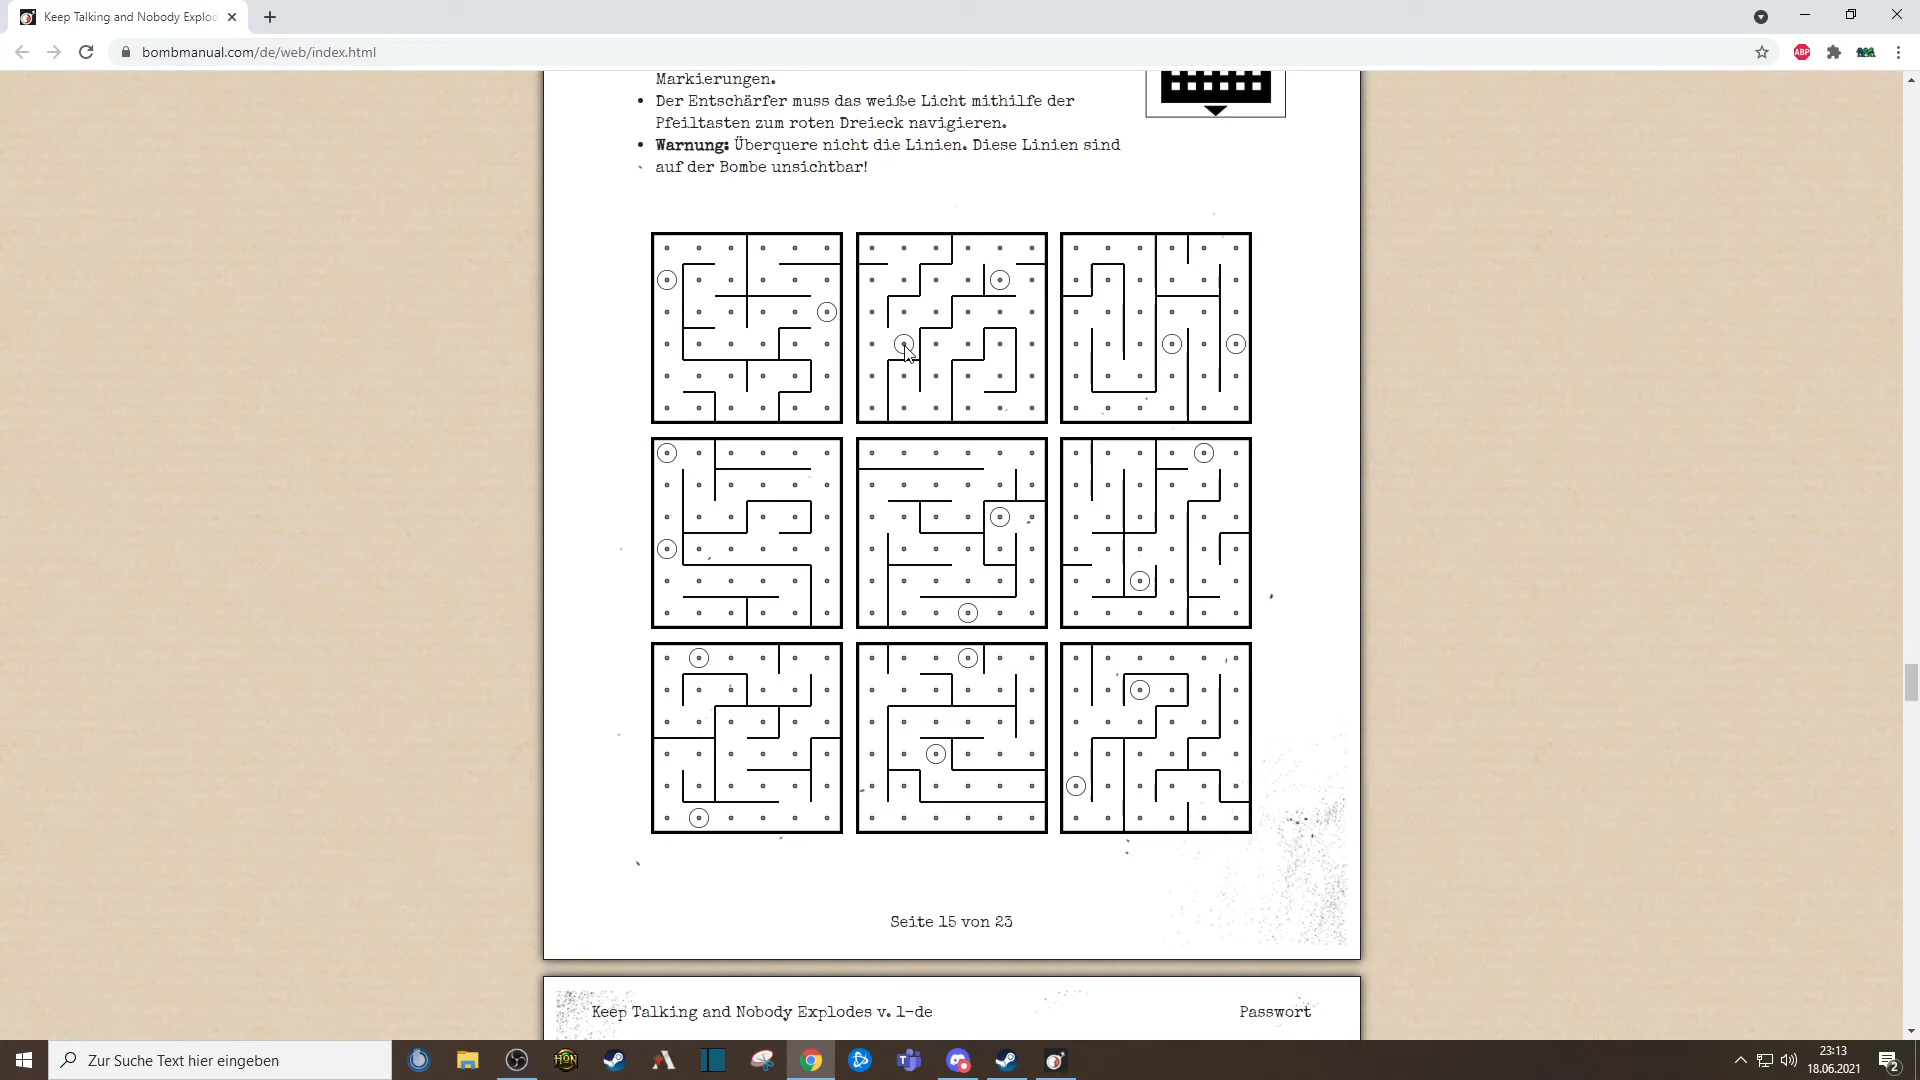 Keep Talking and Nobody Explod
bombmanual.com/de/web/index.html
ABP
Markierungen.
Der Entschärfer muss das weiße Licht mithilfe der
Pfeiltasten zum roten Dreieck navigieren.
Warnung: Überquere nicht die Linien. Diese Linien sind
auf der Bombe unsichtbar!
Seite 15 von 23
Keep Talking and Nobody Explodes v. 1-de
Passwort
Zur Suche Text hier eingeben
HON
23:13
18.06.2021
2